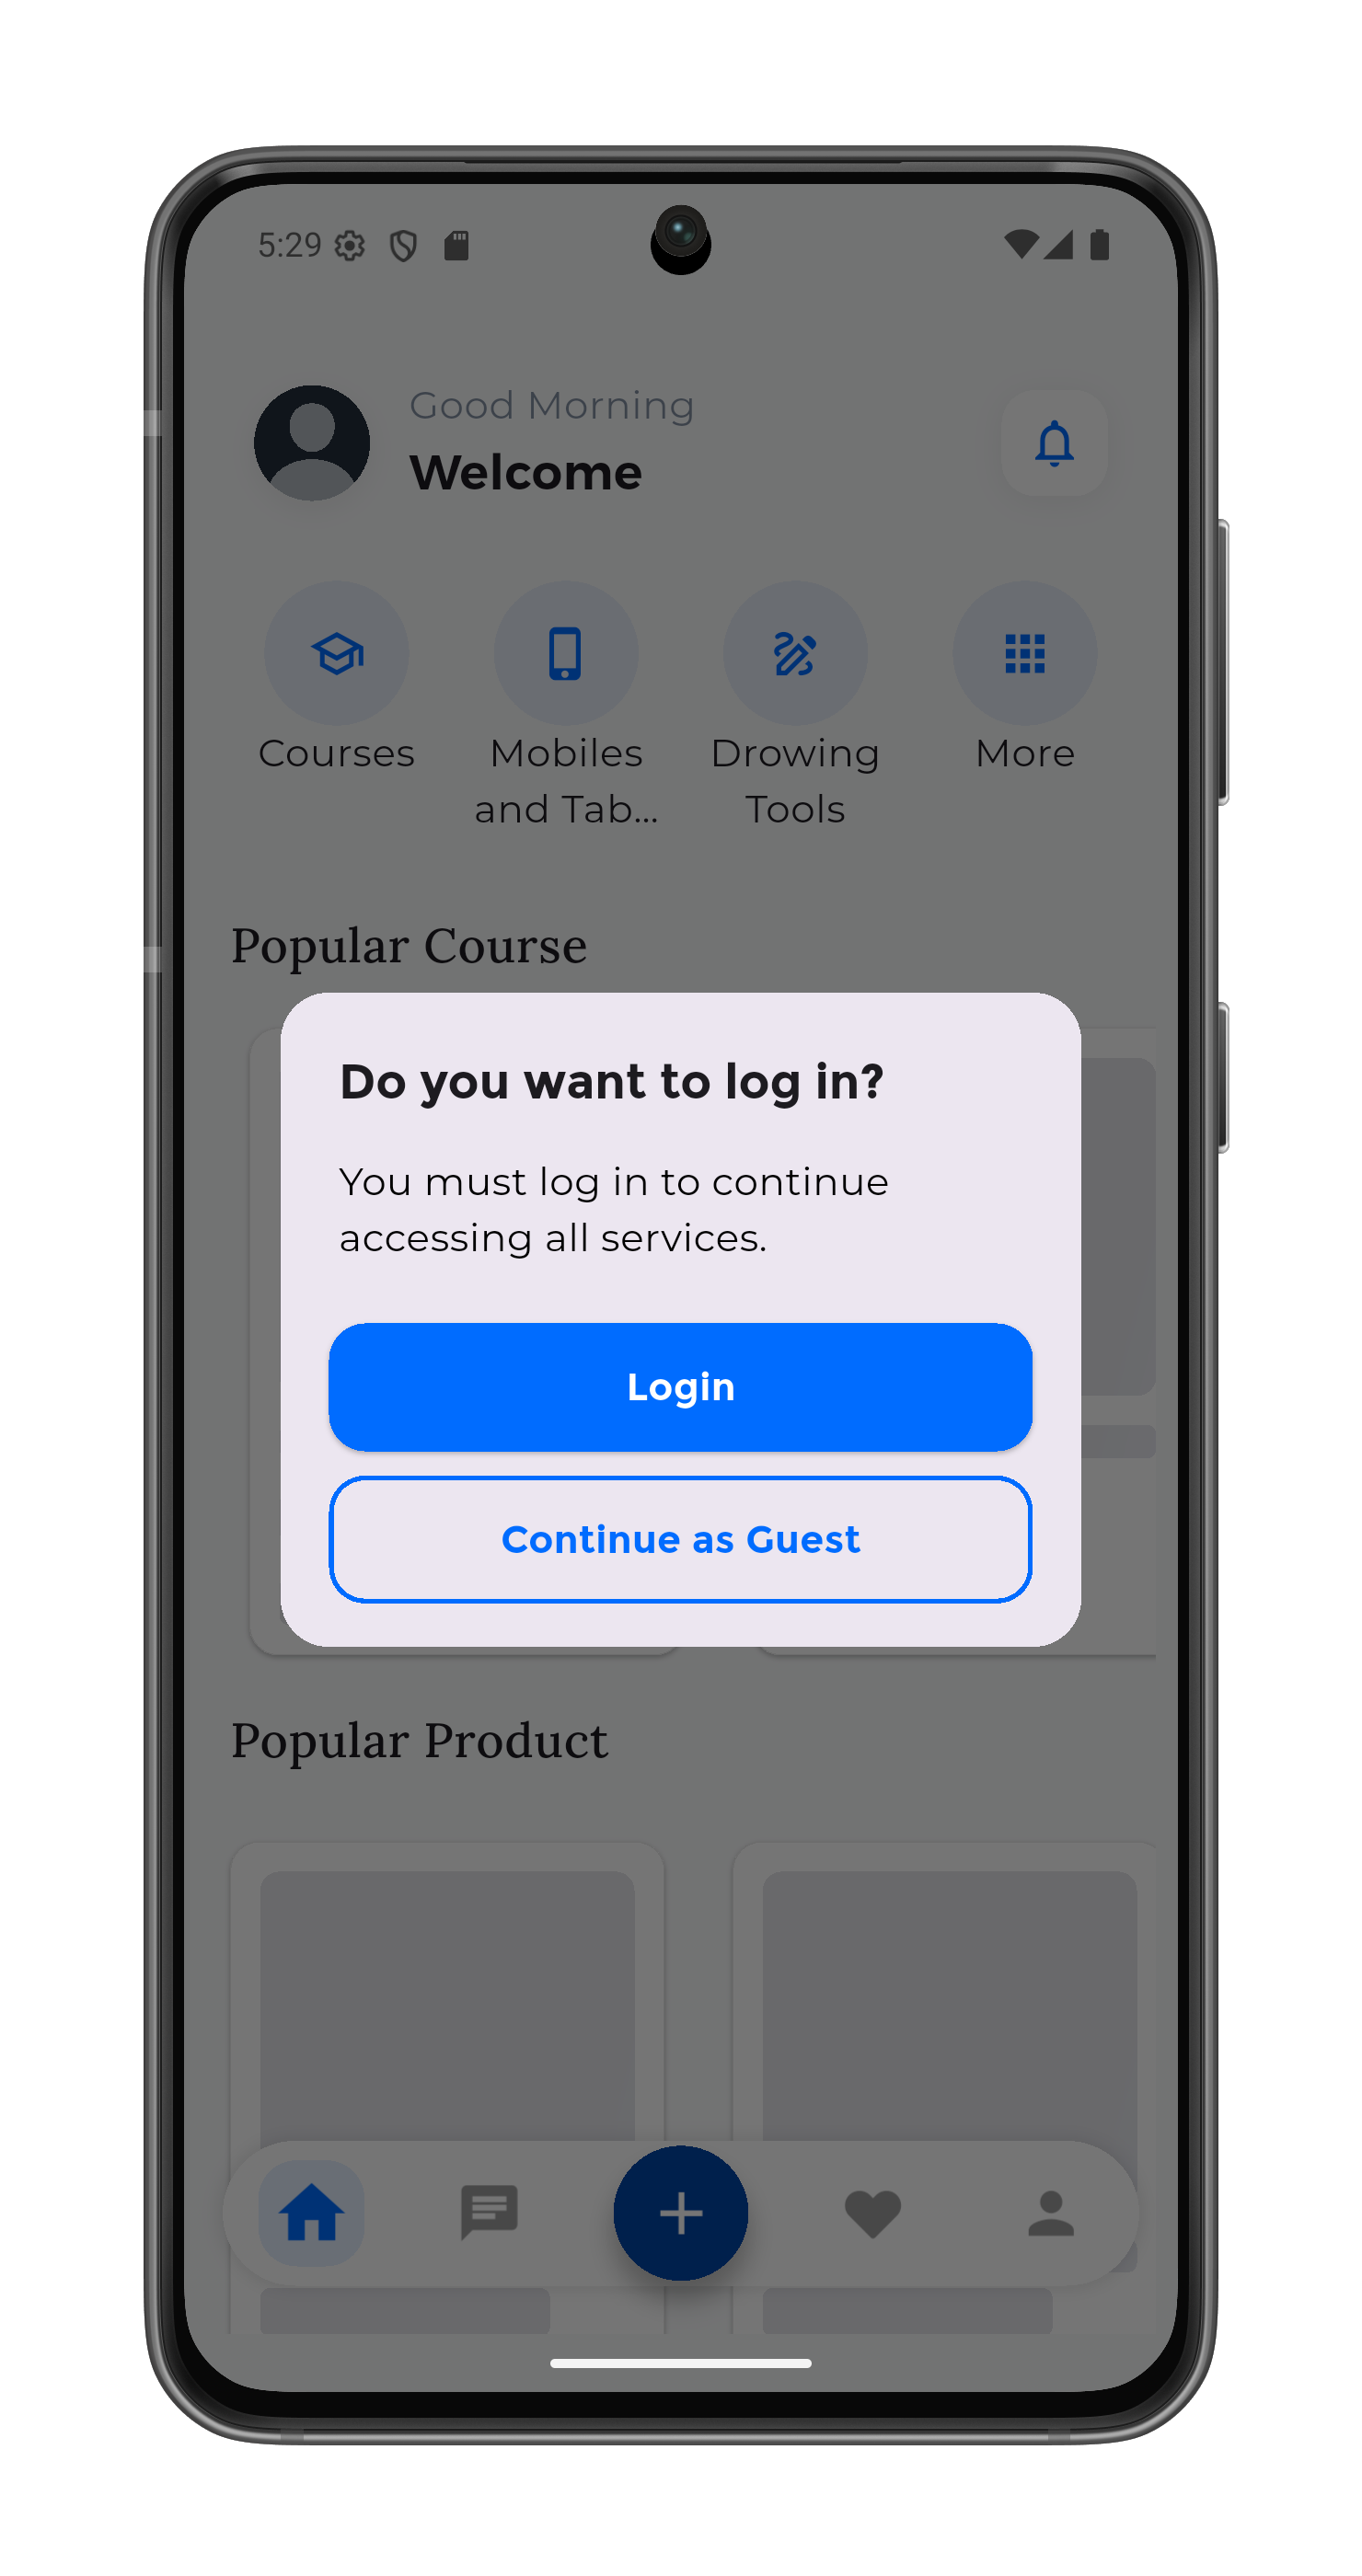 5:29
Good Morning
Welcome
Courses
Mobiles
and Tab...
Drowing
Tools
More
Popular Course
Do you want to log in?
You must log in to continue
accessing all services.
Login
Continue as Guest
Popular Product